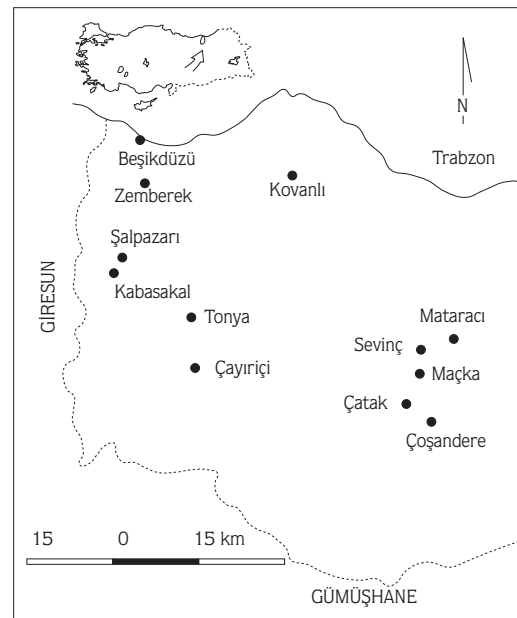 N
Beşikdüzü
Trabzon
Zemberek
Kovanlı
Şalpazarı
Kabasakal
GİRESUN
Tonya
Mataracı
Sevinç
Çayıriçi
Maçka
Çatak
Çoşandere
15 0 15 km
GÜMÜŞHANE